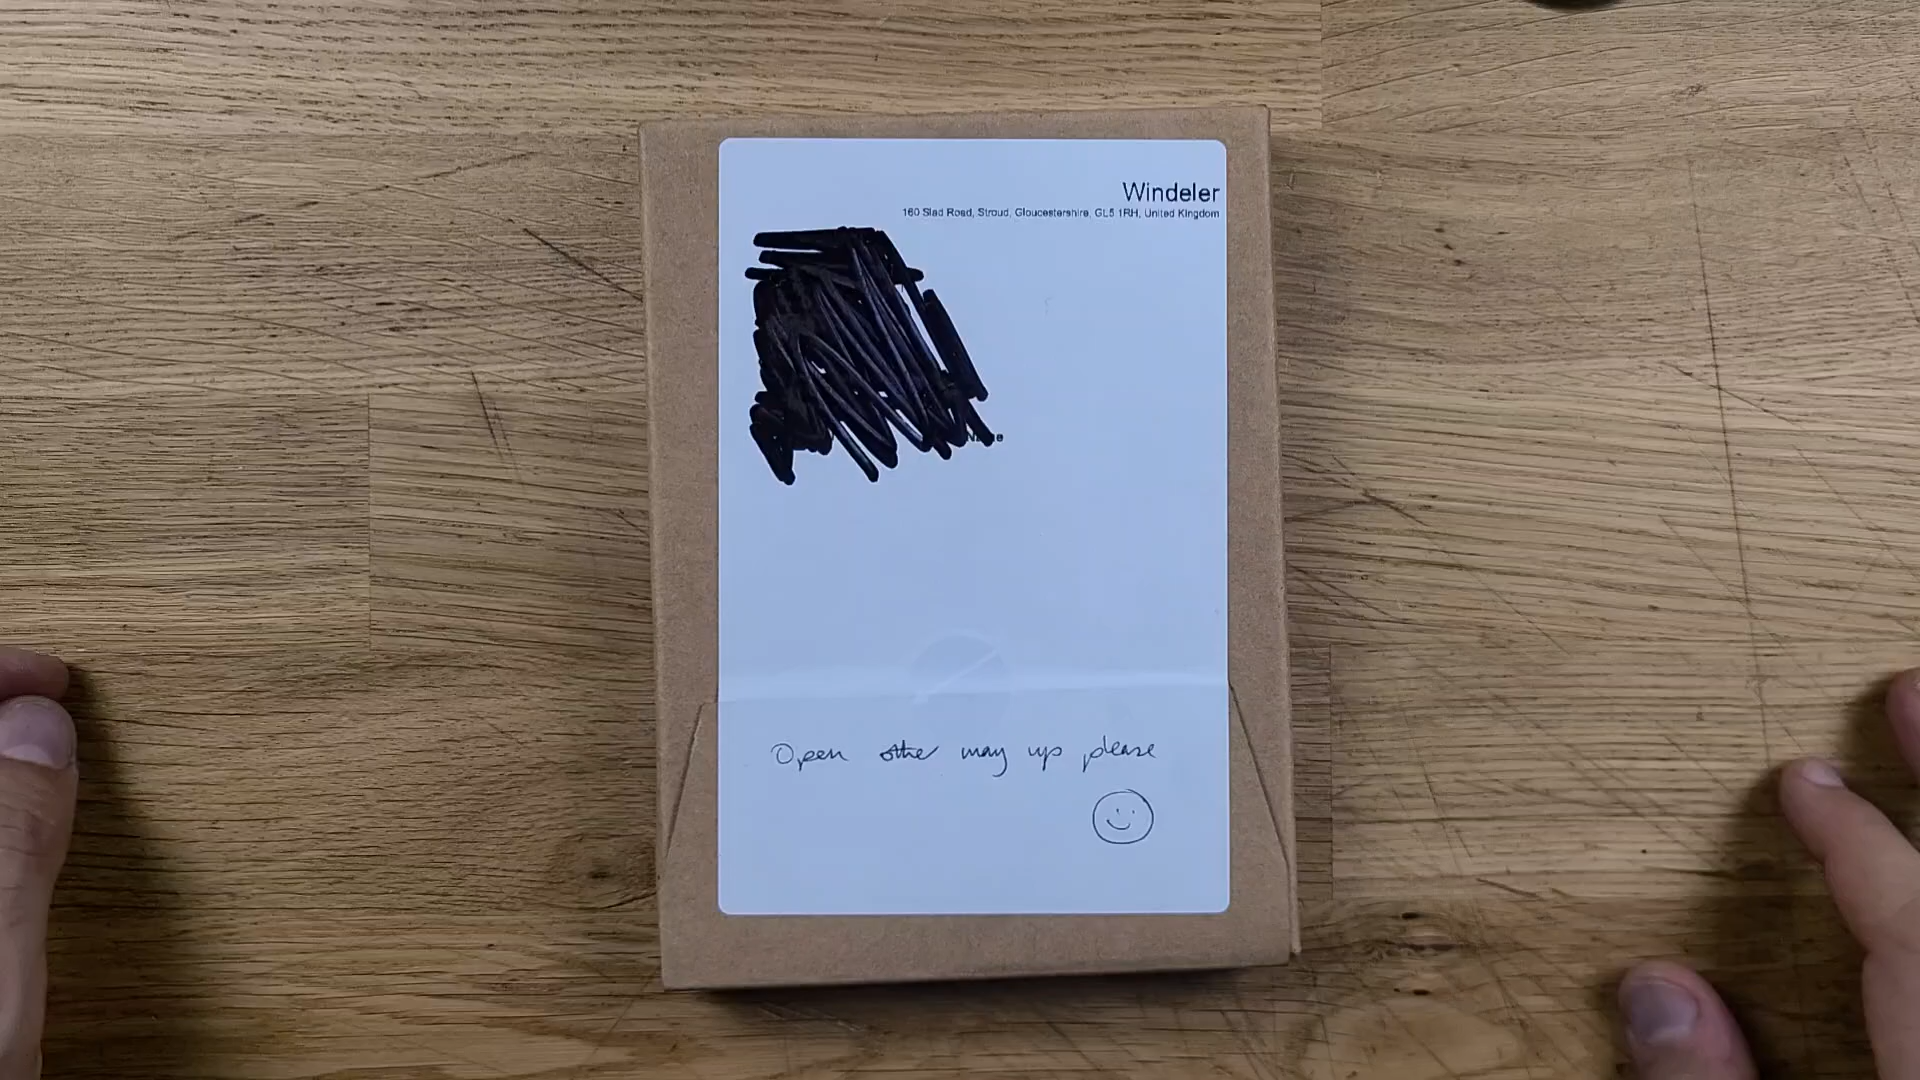 Windeler
160 Slad Road, Stroud, Gloucestershire, GL5 1RH, United Kingdom
Open other way up please